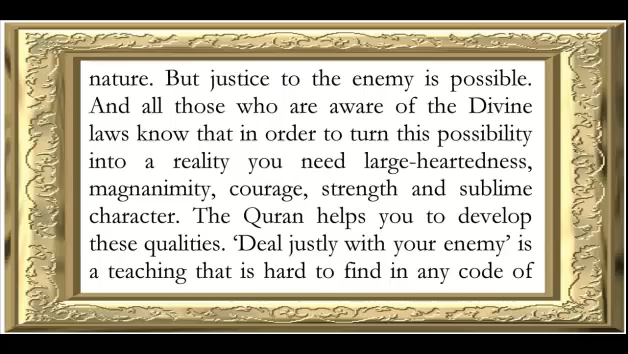 nature. But justice to the enemy is possible.
And all those who are aware of the Divine
laws know that in order to turn this possibility
into a reality you need large-heartedness,
magnanimity, courage, strength and sublime
character. The Quran helps you to develop
these qualities. ‘Deal justly with your enemy’ is
a teaching that is hard to find in any code of